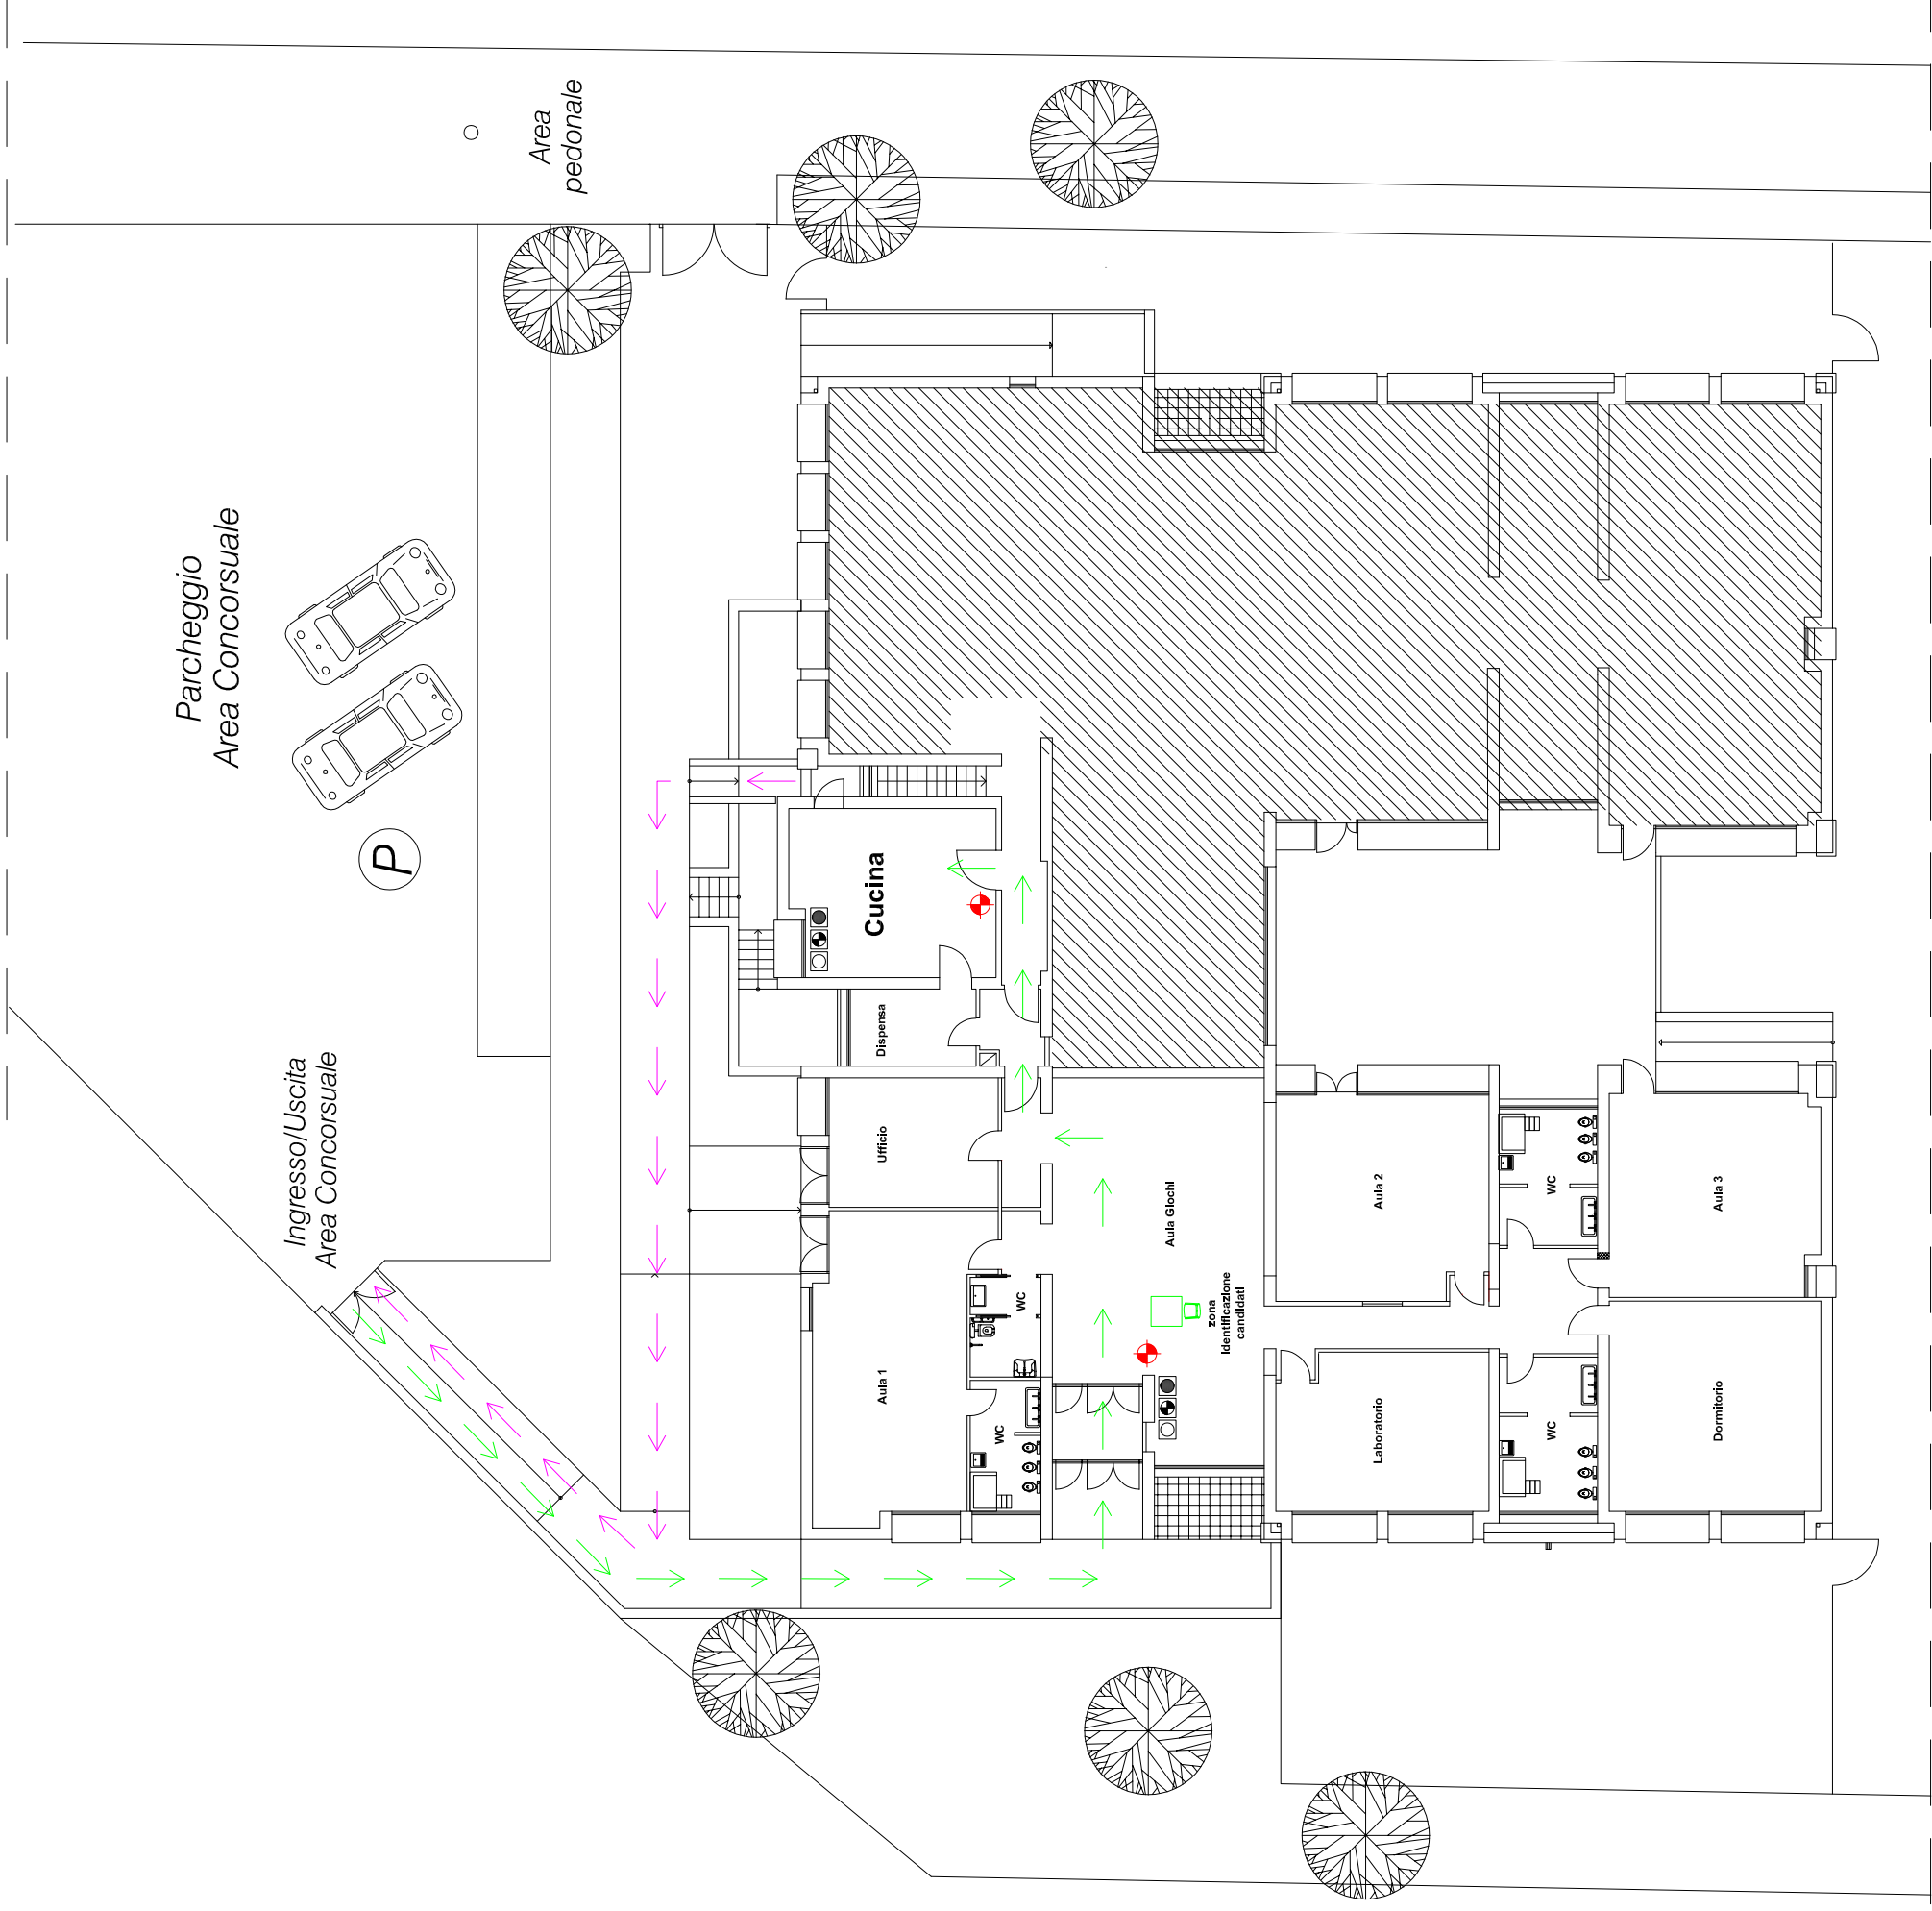 Area
pedonale
Parcheggio
Area Concorsuale
P
Ingresso/Uscita
Area Concorsuale
Cucina
Dispensa
Ufficio
Aula Giochi
zona
identificazione
candidati
Aula 1
WC
WC
Aula 2
WC
Aula 3
Laboratorio
WC
Dormitorio